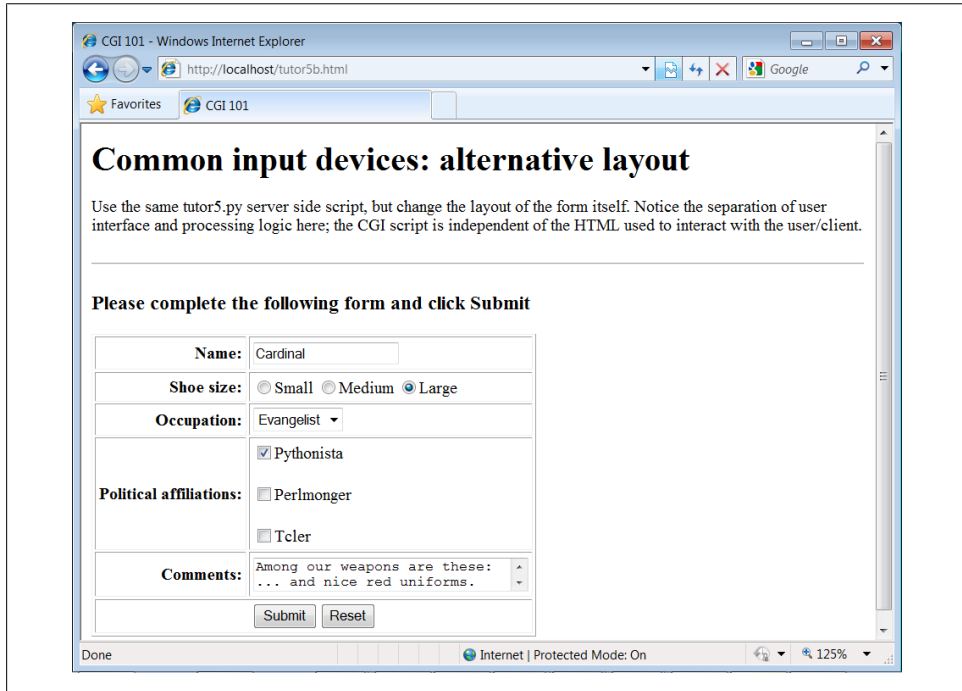 CGI 101 - Windows Internet Explorer
http://localhost/tutor5b.html
Google
Favorites
CGI 101
Common input devices: alternative layout
Use the same tutor5.py server side script, but change the layout of the form itself. Notice the separation of user
interface and processing logic here; the CGI script is independent of the HTML used to interact with the user/client.
Please complete the following form and click Submit
Name: Cardinal
Shoe size: Small Medium Large
Occupation: Evangelist
Political affiliations:
Pythonista
Perlmonger
Tcler
Comments: Among our weapons are these:
... and nice red uniforms.
Submit Reset
Done Internet | Protected Mode: On 125%